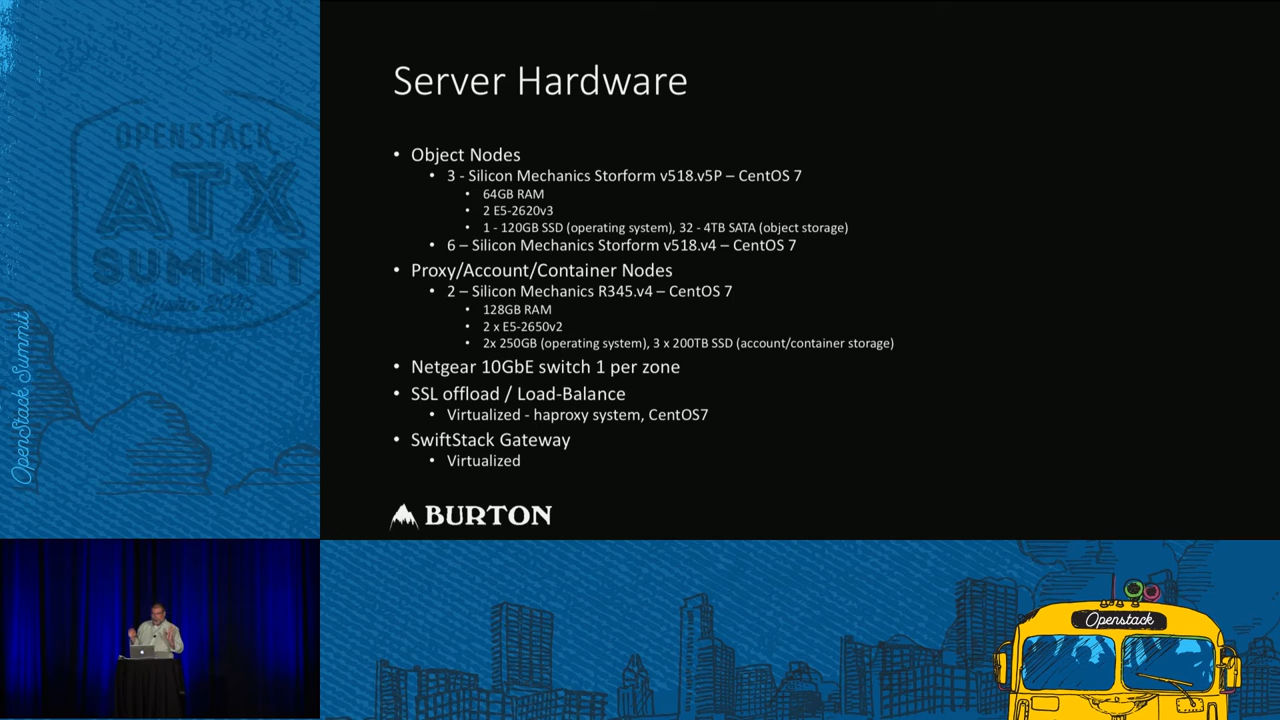 OPENSTACK
ATX
SUMMIT
OpenStack Summit
Server Hardware
• Object Nodes
• 3 - Silicon Mechanics Storform v518.v5P – CentOS 7
• 64GB RAM
• 2 E5-2620v3
• 1 - 120GB SSD (operating system), 32 - 4TB SATA (object storage)
• 6 – Silicon Mechanics Storform v518.v4 – CentOS 7
• Proxy/Account/Container Nodes
• 2 – Silicon Mechanics R345.v4 – CentOS 7
• 128GB RAM
• 2 x E5-2650v2
• 2x 250GB (operating system), 3 x 200TB SSD (account/container storage)
• Netgear 10GbE switch 1 per zone
• SSL offload / Load-Balance
• Virtualized - haproxy system, CentOS7
• SwiftStack Gateway
• Virtualized
BURTON
Openstack